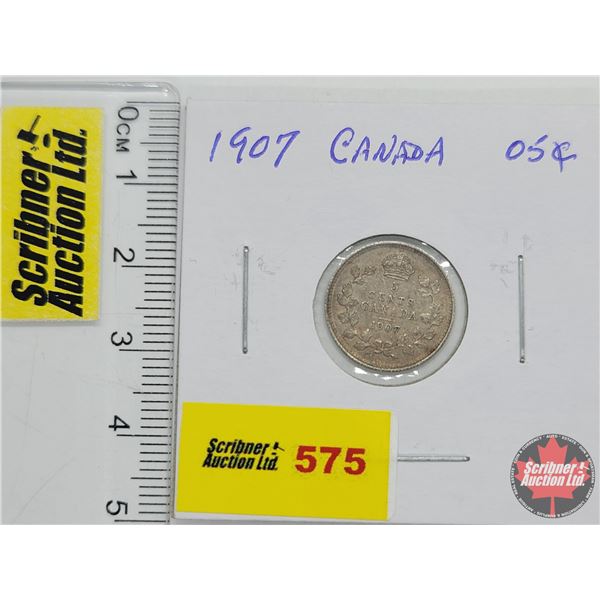 Scribner
Auction Ltd.
0CM 1 2 3 4 5
1907 CANADA 05¢
5
CENTS
CANADA
1907
Scribner
Auction Ltd.
575
Scribner
Auction Ltd.